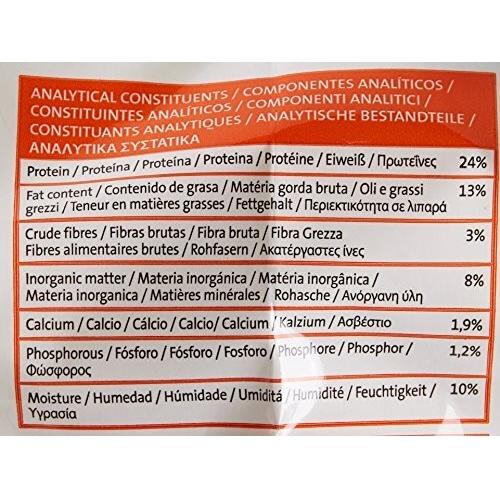 ANALYTICAL CONSTITUENTS / COMPONENTES ANALÍTICOS /
CONSTITUINTES ANALÍTICOS / COMPONENTI ANALITICI /
CONSTITUANTS ANALYTIQUES / ANALYTISCHE BESTANDTEILE /
ΑΝΑΛΥΤΙΚΑ ΣΥΣΤΑΤΙΚΑ
Protein / Proteína / Proteína / Proteina / Protéine / Eiweiß / Πρωτεΐνες 24%
Fat content / Contenido de grasa / Matéria gorda bruta / Oli e grassi 13%
grezzi / Teneur en matières grasses / Fettgehalt / Περιεκτικότητα σε λιπαρά
Crude fibres / Fibras brutas / Fibra bruta / Fibra Grezza 3%
Fibres alimentaires brutes / Rohfasern / Ακατέργαστες ίνες
Inorganic matter / Materia inorgánica / Matéria inorgânica / 8%
Materia inorganica / Matières minérales / Rohasche / Ανόργανη ύλη
Calcium / Calcio / Cálcio / Calcio / Calcium / Kalzium / Ασβέστιο 1,9%
Phosphorous / Fósforo / Fósforo / Fosforo / Phosphore / Phosphor / 1,2%
Φώσφορος
Moisture / Humedad / Húmidade / Umiditá / Humidité / Feuchtigkeit / 10%
Υγρασία